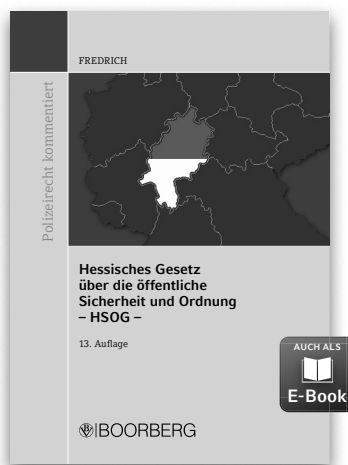 FREDRICH
Polizeirecht kommentiert
Hessisches Gesetz
über die öffentliche
Sicherheit und Ordnung
– HSOG –
13. Auflage
AUCH ALS
E-Book
BOORBERG